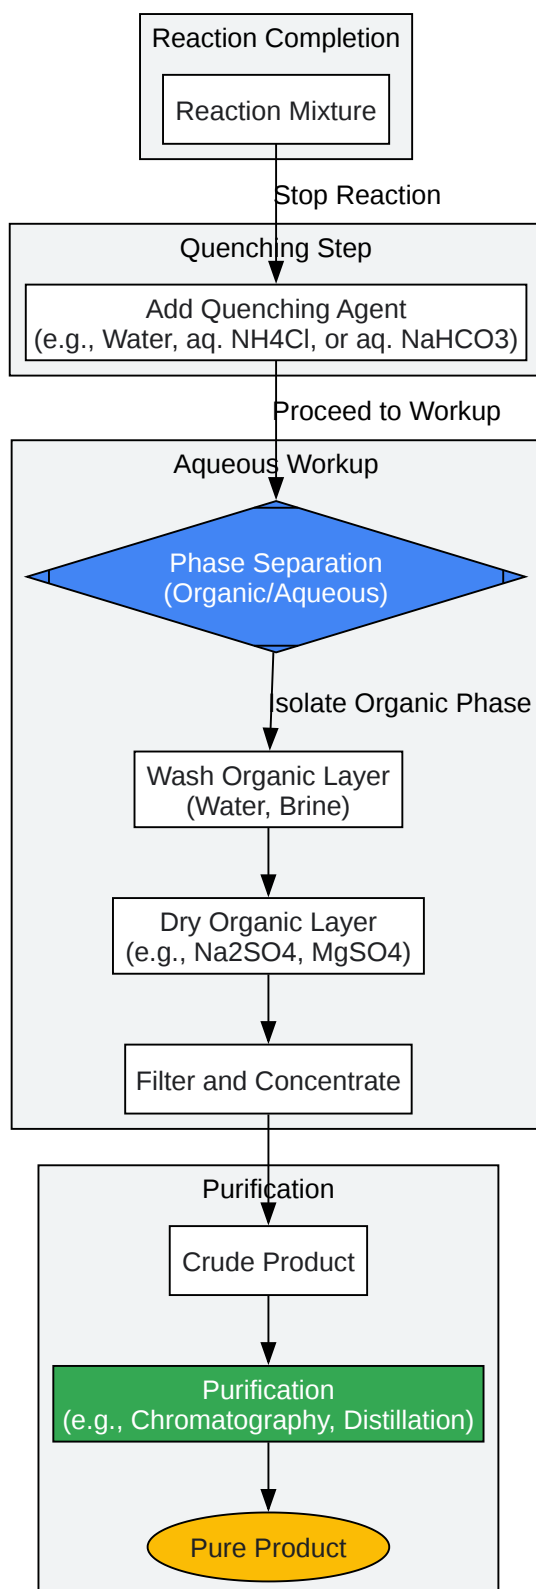 Reaction Completion
Reaction Mixture
Stop Reaction
Quenching Step
Add Quenching Agent
(e.g., Water, aq. NH4Cl, or aq. NaHCO3)
Proceed to Workup
Aqueous Workup
Phase Separation
(Organic/Aqueous)
Isolate Organic Phase
Wash Organic Layer
(Water, Brine)
Dry Organic Layer
(e.g., Na2SO4, MgSO4)
Filter and Concentrate
Purification
Crude Product
Purification
(e.g., Chromatography, Distillation)
Pure Product